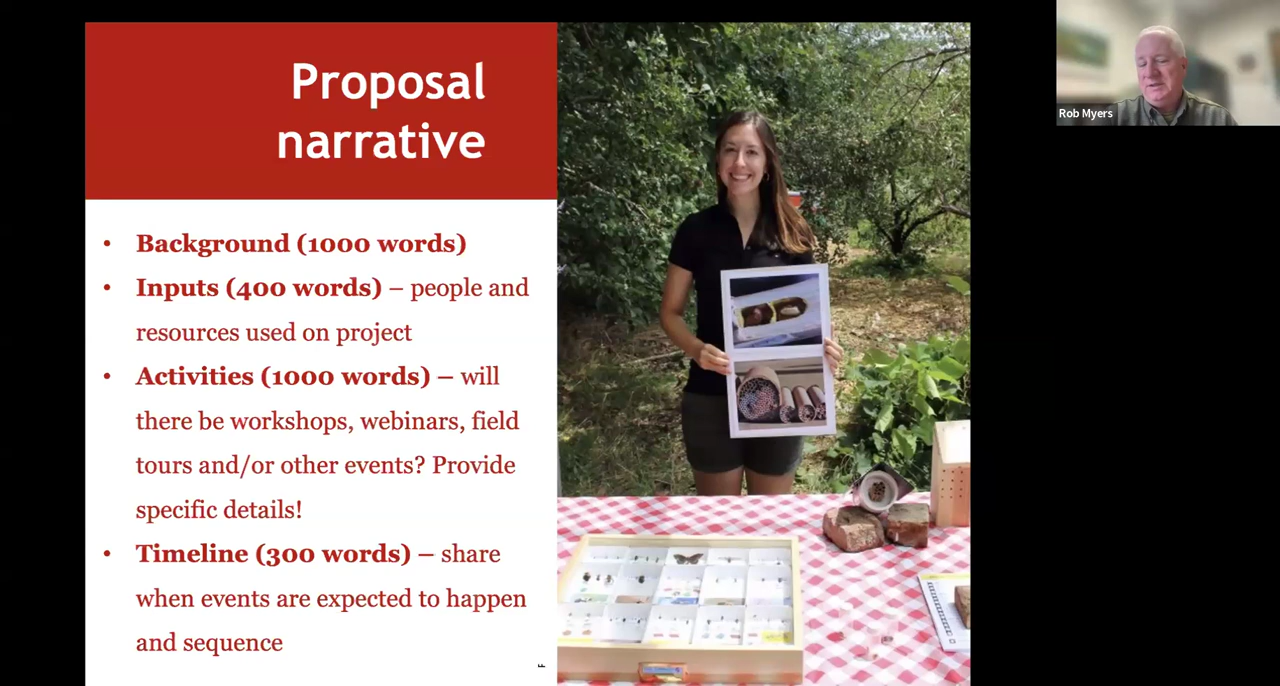 Proposal
narrative
• Background (1000 words)
• Inputs (400 words) – people and
resources used on project
• Activities (1000 words) – will
there be workshops, webinars, field
tours and/or other events? Provide
specific details!
• Timeline (300 words) – share
when events are expected to happen
and sequence
F
Rob Myers